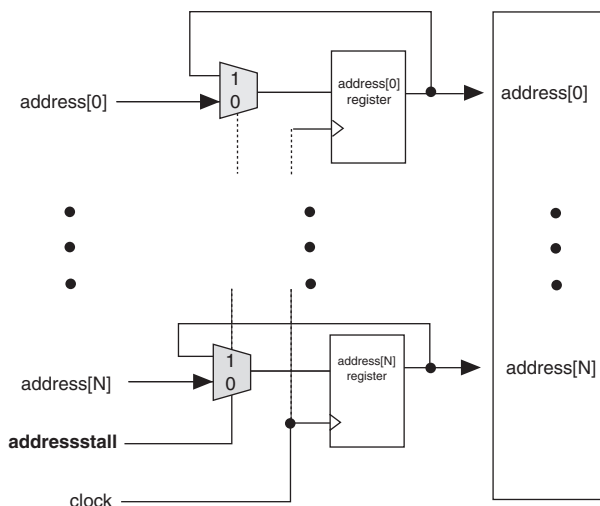 1
0
address[0]
address[0]
register
address[0]
1
0
address[N]
address[N]
register
address[N]
addressstall
clock